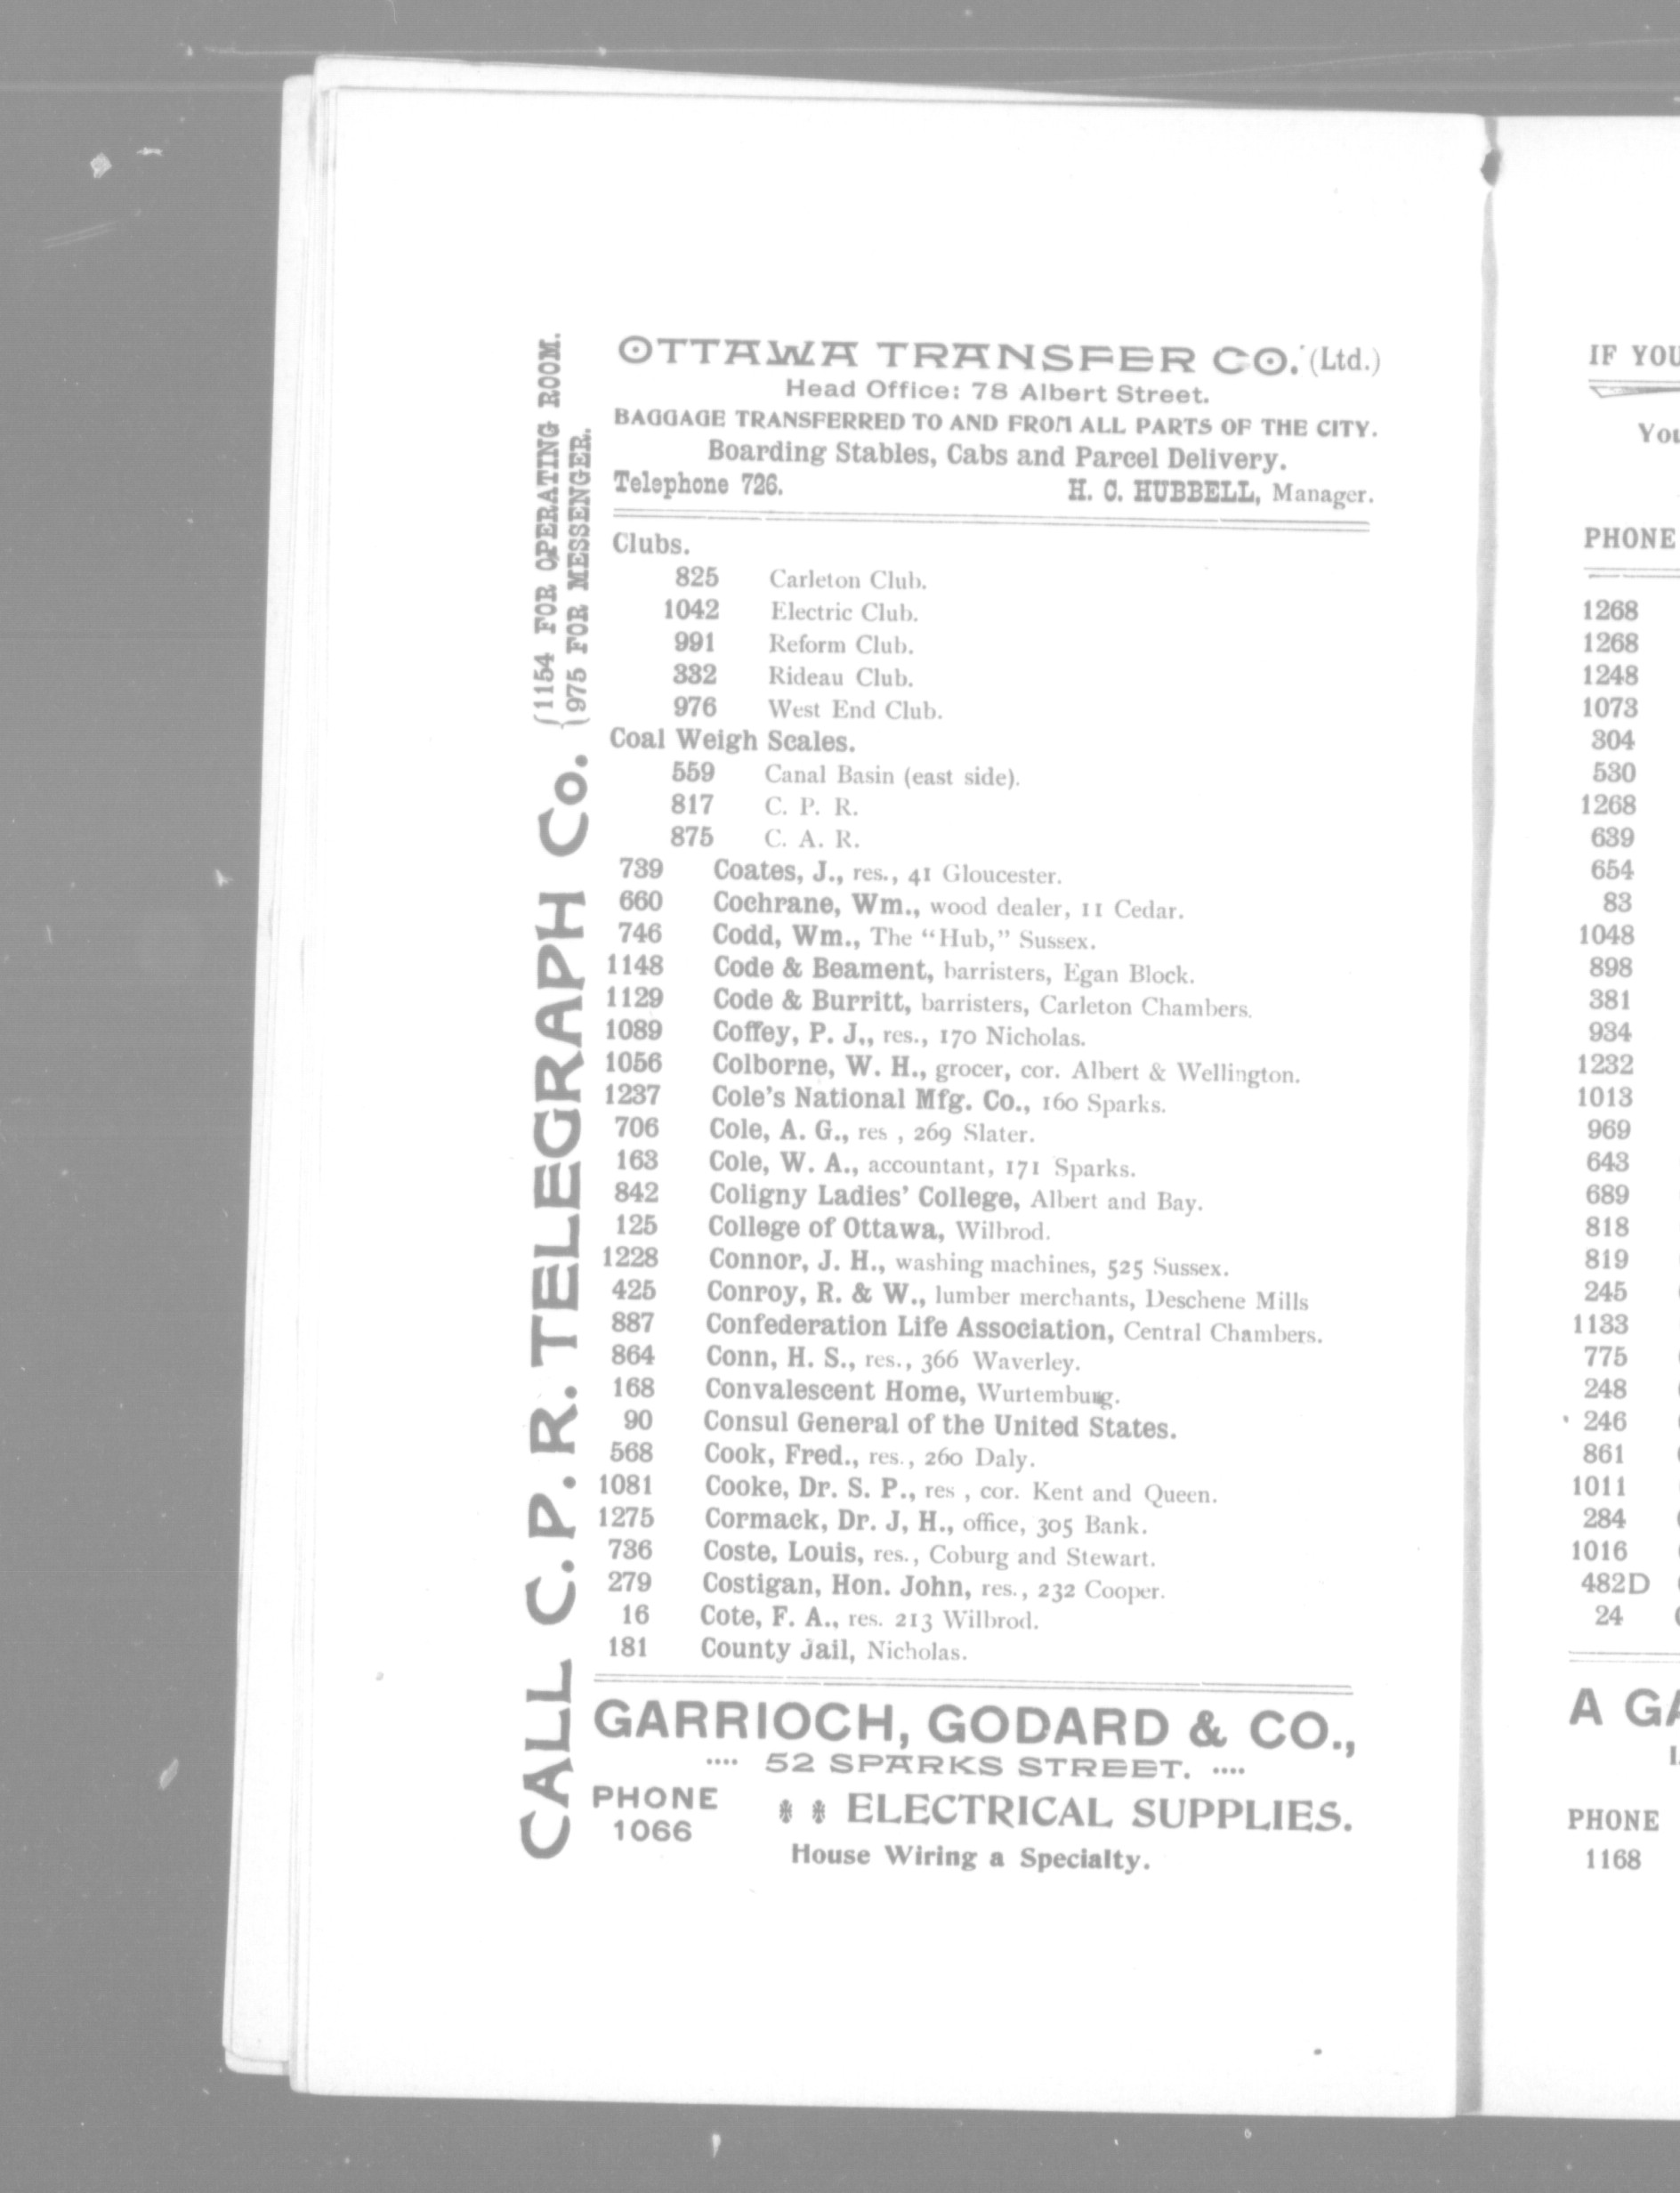 OTTAWA TRANSFER CO. (Ltd.)
Head Office: 78 Albert Street.
BAGGAGE TRANSFERRED TO AND FROM ALL PARTS OF THE CITY.
Boarding Stables, Cabs and Parcel Delivery.
Telephone 726. H. C. HUBBELL, Manager.
Clubs.
825 Carleton Club.
1042 Electric Club.
991 Reform Club.
332 Rideau Club.
976 West End Club.
Coal Weigh Scales.
559 Canal Basin (east side).
817 C. P. R.
875 C. A. R.
739 Coates, J., res., 41 Gloucester.
660 Cochrane, Wm., wood dealer, 11 Cedar.
746 Codd, Wm., The "Hub," Sussex.
1148 Code & Beament, barristers, Egan Block.
1129 Code & Burritt, barristers, Carleton Chambers.
1089 Coffey, P. J., res., 170 Nicholas.
1056 Colborne, W. H., grocer, cor. Albert & Wellington.
1237 Cole's National Mfg. Co., 160 Sparks.
706 Cole, A. G., res , 269 Slater.
163 Cole, W. A., accountant, 171 Sparks.
842 Coligny Ladies' College, Albert and Bay.
125 College of Ottawa, Wilbrod.
1228 Connor, J. H., washing machines, 525 Sussex.
425 Conroy, R. & W., lumber merchants, Deschene Mills
887 Confederation Life Association, Central Chambers.
864 Conn, H. S., res., 366 Waverley.
168 Convalescent Home, Wurtemburg.
90 Consul General of the United States.
568 Cook, Fred., res., 260 Daly.
1081 Cooke, Dr. S. P., res , cor. Kent and Queen.
1275 Cormack, Dr. J, H., office, 305 Bank.
736 Coste, Louis, res., Coburg and Stewart.
279 Costigan, Hon. John, res., 232 Cooper.
16 Cote, F. A., res. 213 Wilbrod.
181 County Jail, Nicholas.
GARRIOCH, GODARD & CO.,
.... 52 SPARKS STREET. ....
PHONE
1066
ELECTRICAL SUPPLIES.
House Wiring a Specialty.
CALL C. P. R. TELEGRAPH Co. {1154 FOR OPERATING ROOM.
{975 FOR MESSENGER.
IF YOU
You
PHONE
1268
1268
1248
1073
304
530
1268
639
654
83
1048
898
381
934
1232
1013
969
643
689
818
819
245
1133
775
248
246
861
1011
284
1016
482D
24
A GA
PHONE
1168